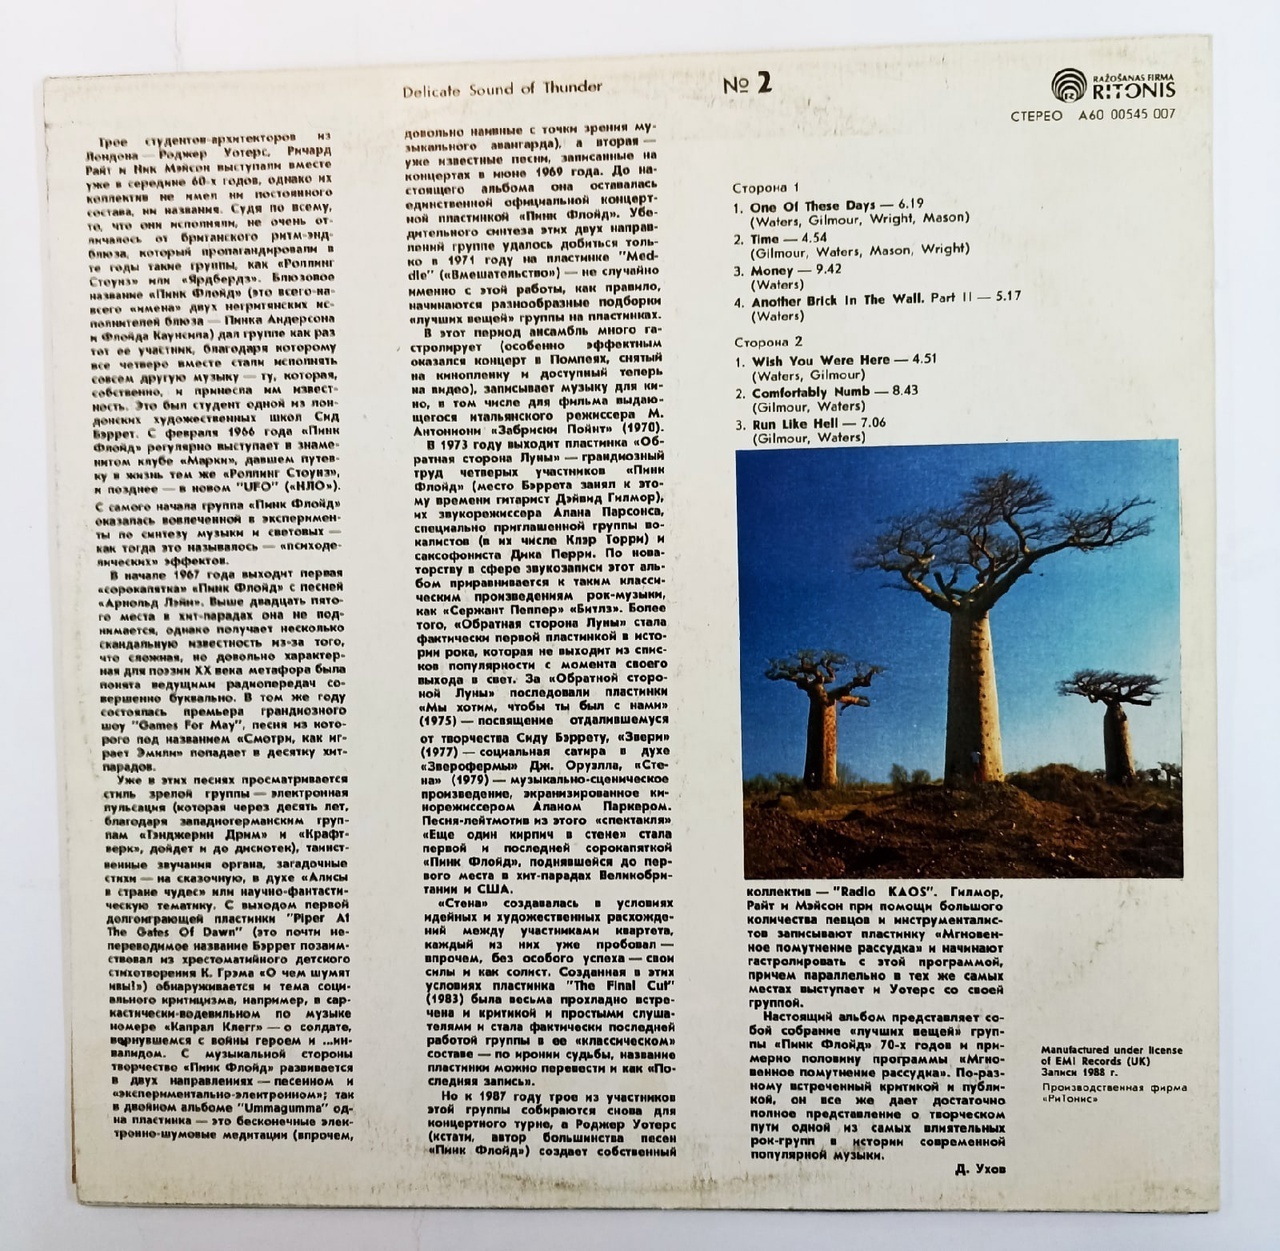 Delicate Sound of Thunder
№ 2
RAŽOŠANAS FIRMA
RITONIS
СТЕРЕО A60 00545 007
Трое студентов-архитекторов из
Лондона — Роджер Уотерс, Ричард
Райт и Ник Мэйсон выступали вместе
уже в середине 60-х годов, однако их
коллектив не имел ни постоянного
состава, ни названия. Судя по всему,
то, что они исполняли, не очень от-
личалось от британского ритм-энд-
блюза, который пропагандировали в
те годы такие группы, как «Роллинг
Стоунз» или «Ярдбердз». Блюзовое
название «Пинк Флойд» (это всего-на-
всего «имена» двух негритянских ис-
полнителей блюза — Пинка Андерсона
и Флойда Каунсила) дал группе как раз
тот ее участник, благодаря которому
все четверо вместе стали исполнять
совсем другую музыку — ту, которая,
собственно, и принесла им извест-
ность. Это был студент одной из лон-
донских художественных школ Сид
Бэррет. С февраля 1966 года «Пинк
Флойд» регулярно выступает в знаме-
нитом клубе «Марки», давшем путев-
ку в жизнь тем же «Роллинг Стоунз»,
и позднее — в новом "UFO" («НЛО»).
С самого начала группа «Пинк Флойд»
оказалась вовлеченной в эксперимен-
ты по синтезу музыки и световых —
как тогда это называлось — «психоде-
лических» эффектов.
В начале 1967 года выходит первая
«сорокапятка» «Пинк Флойд» с песней
«Арнольд Лэйн». Выше двадцать пято-
го места в хит-парадах она не под-
нимается, однако получает несколько
скандальную известность из-за того,
что сложная, но довольно характер-
ная для поэзии XX века метафора была
понята ведущими радиопередач со-
вершенно буквально. В том же году
состоялась премьера грандиозного
шоу "Games For May", песня из кото-
рого под названием «Смотри, как иг-
рает Эмили» попадает в десятку хит-
парадов.
Уже в этих песнях просматривается
стиль зрелой группы — электронная
пульсация (которая через десять лет,
благодаря западногерманским груп-
пам «Тэнджерин Дрим» и «Крафт-
верк», дойдет и до дискотек), таинст-
венные звучания органа, загадочные
стихи — на сказочную, в духе «Алисы
в стране чудес» или научно-фантасти-
ческую тематику. С выходом первой
долгоиграющей пластинки "Piper At
The Gates Of Dawn" (это почти не-
переводимое название Бэррет позаим-
ствовал из хрестоматийного детского
стихотворения К. Грэма «О чем шумят
ивы!») обнаруживается и тема соци-
ального критицизма, например, в сар-
кастически-водевильном по музыке
номере «Капрал Клегг» — о солдате,
вернувшемся с войны героем и ...ин-
валидом. С музыкальной стороны
творчество «Пинк Флойд» развивается
в двух направлениях — песенном и
«экспериментально-электронном»; так
в двойном альбоме "Ummagumma" од-
на пластинка — это бесконечные элек-
тронно-шумовые медитации (впрочем,
довольно наивные с точки зрения му-
зыкального авангарда), а вторая —
уже известные песни, записанные на
концертах в июне 1969 года. До на-
стоящего альбома она оставалась
единственной официальной концерт-
ной пластинкой «Пинк Флойд». Убе-
дительного синтеза этих двух направ-
лений группе удалось добиться толь-
ко в 1971 году на пластинке "Med-
dle" («Вмешательство») — не случайно
именно с этой работы, как правило,
начинаются разнообразные подборки
«лучших вещей» группы на пластинках.
В этот период ансамбль много га-
стролирует (особенно эффектным
оказался концерт в Помпеях, снятый
на кинопленку и доступный теперь
на видео), записывает музыку для ки-
но, в том числе для фильма выдаю-
щегося итальянского режиссера М.
Антониони «Забриски Пойнт» (1970).
В 1973 году выходит пластинка «Об-
ратная сторона Луны» — грандиозный
труд четверых участников «Пинк
Флойд» (место Бэррета занял к это-
му времени гитарист Дэйвид Гилмор),
их звукорежиссера Алана Парсонса,
специально приглашенной группы во-
калистов (в их числе Клэр Торри) и
саксофониста Дика Перри. По нова-
торству в сфере звукозаписи этот аль-
бом приравнивается к таким класси-
ческим произведениям рок-музыки,
как «Сержант Пеппер» «Битлз». Более
того, «Обратная сторона Луны» стала
фактически первой пластинкой в исто-
рии рока, которая не выходит из спис-
ков популярности с момента своего
выхода в свет. За «Обратной сторо-
ной Луны» последовали пластинки
«Мы хотим, чтобы ты был с нами»
(1975) — посвящение отдалившемуся
от творчества Сиду Бэррету, «Звери»
(1977) — социальная сатира в духе
«Зверофермы» Дж. Оруэлла, «Сте-
на» (1979) — музыкально-сценическое
произведение, экранизированное ки-
норежиссером Аланом Паркером.
Песня-лейтмотив из этого «спектакля»
«Еще один кирпич в стене» стала
первой и последней сорокапяткой
«Пинк Флойд», поднявшейся до пер-
вого места в хит-парадах Великобри-
тании и США.
«Стена» создавалась в условиях
идейных и художественных расхожде-
ний между участниками квартета,
каждый из них уже пробовал —
впрочем, без особого успеха — свои
силы и как солист. Созданная в этих
условиях пластинка "The Final Cut"
(1983) была весьма прохладно встре-
чена и критикой и простыми слуша-
телями и стала фактически последней
работой группы в ее «классическом»
составе — по иронии судьбы, название
пластинки можно перевести и как «По-
следняя запись».
Но к 1987 году трое из участников
этой группы собираются снова для
концертного турне, а Роджер Уотерс
(кстати, автор большинства песен
«Пинк Флойд») создает собственный
Сторона 1
1. One Of These Days — 6.19
(Waters, Gilmour, Wright, Mason)
2. Time — 4.54
(Gilmour, Waters, Mason, Wright)
3. Money — 9.42
(Waters)
4. Another Brick In The Wall. Part II — 5.17
(Waters)
Сторона 2
1. Wish You Were Here — 4.51
(Waters, Gilmour)
2. Comfortably Numb — 8.43
(Gilmour, Waters)
3. Run Like Hell — 7.06
(Gilmour, Waters)
коллектив — "Radio KAOS". Гилмор,
Райт и Мэйсон при помощи большого
количества певцов и инструменталис-
тов записывают пластинку «Мгновен-
ное помутнение рассудка» и начинают
гастролировать с этой программой,
причем параллельно в тех же самых
местах выступает и Уотерс со своей
группой.
Настоящий альбом представляет со-
бой собрание «лучших вещей» груп-
пы «Пинк Флойд» 70-х годов и при-
мерно половину программы «Мгно-
венное помутнение рассудка». По-раз-
ному встреченный критикой и публи-
кой, он все же дает достаточно
полное представление о творческом
пути одной из самых влиятельных
рок-групп в истории современной
популярной музыки.
Д. Ухов
Manufactured under license
of EMI Records (UK)
Записи 1988 г.
Производственная фирма
«РиТонис»